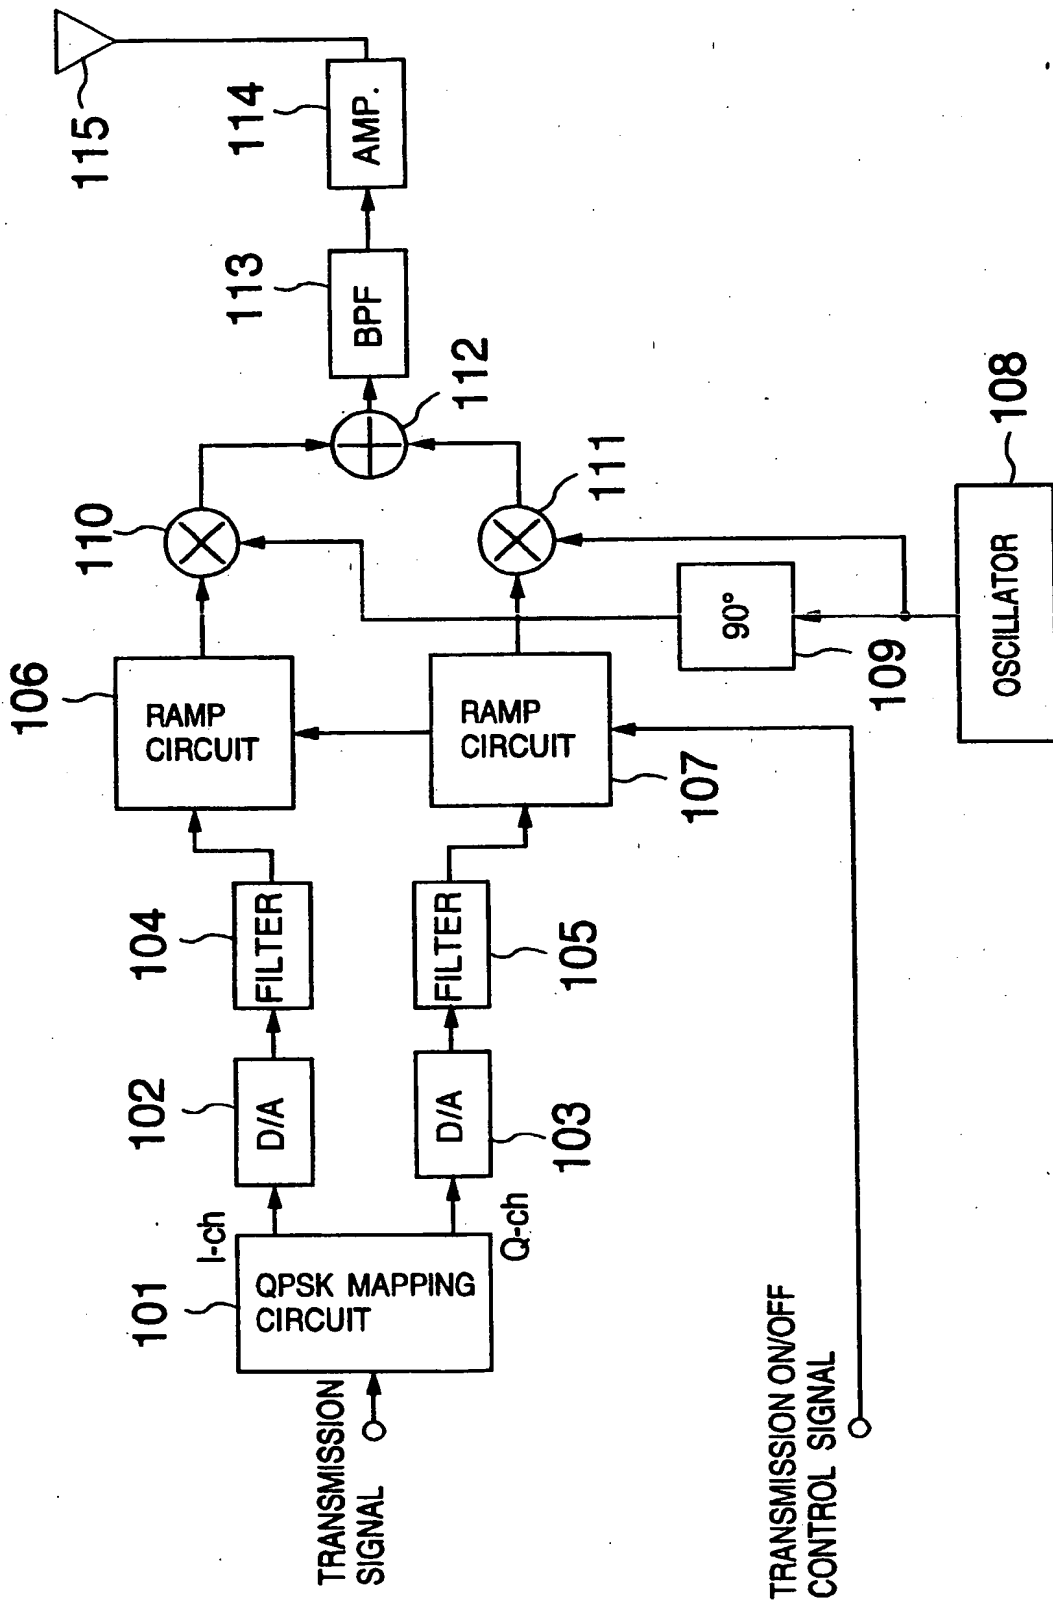 TRANSMISSION
SIGNAL
101
QPSK MAPPING
CIRCUIT
I-ch
Q-ch
102
D/A
103
D/A
104
FILTER
105
FILTER
106
RAMP
CIRCUIT
107
RAMP
CIRCUIT
TRANSMISSION ON/OFF
CONTROL SIGNAL
108
OSCILLATOR
109
90°
110
111
112
113
BPF
114
AMP.
115